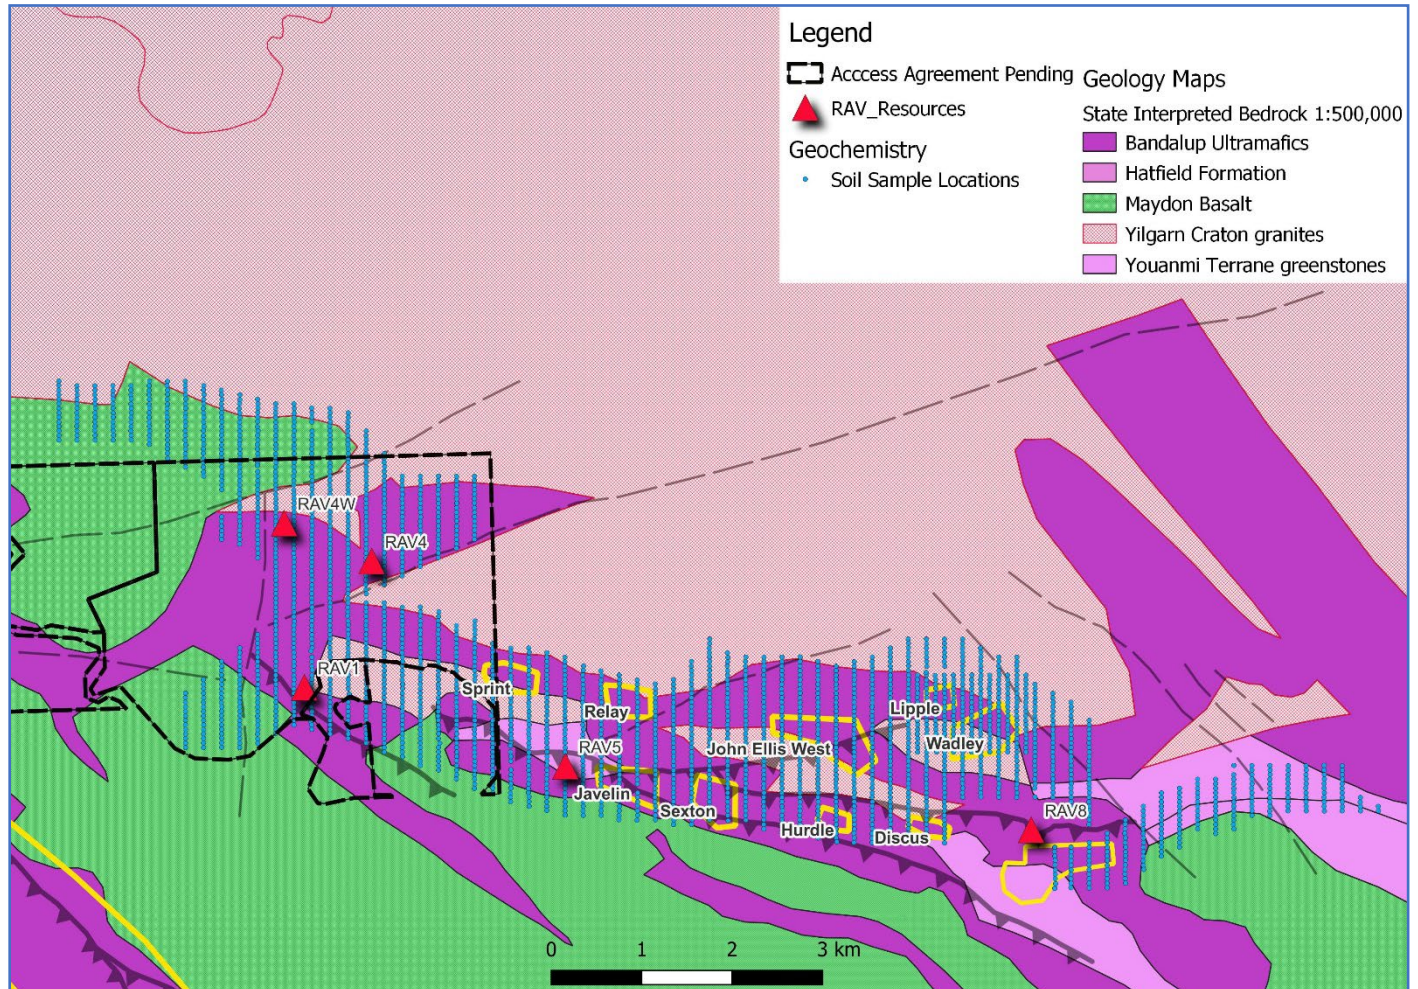 Legend
Acccess Agreement Pending
RAV_Resources
Geochemistry
Soil Sample Locations
Geology Maps
State Interpreted Bedrock 1:500,000
Bandalup Ultramafics
Hatfield Formation
Maydon Basalt
Yilgarn Craton granites
Youanmi Terrane greenstones
RAV4W
RAV4
RAV1
Sprint
Relay
Lipple
John Ellis West
Wadley
RAV5
Javelin
Sexton
Hurdle
Discus
RAV8
0 1 2 3 km